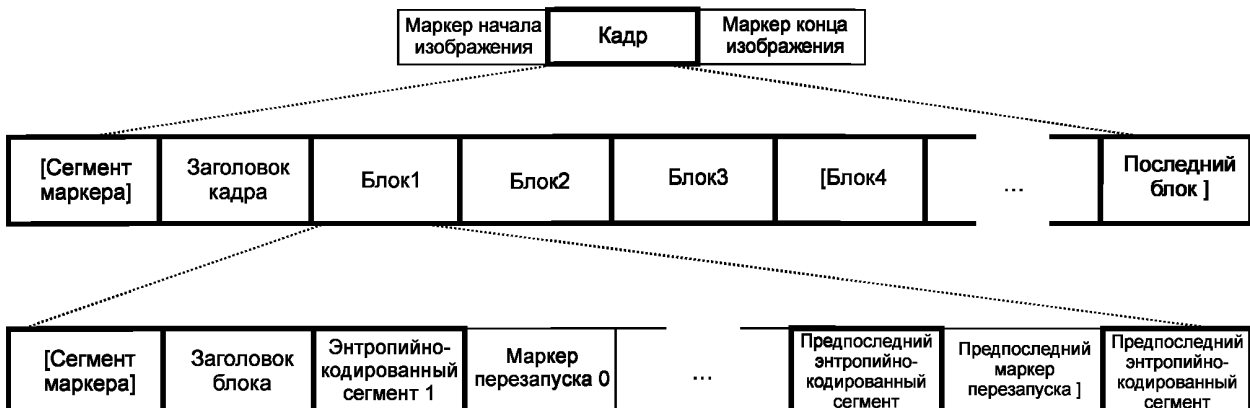 Маркер начала
изображения
Кадр
Маркер конца
изображения
[Сегмент
маркера]
Заголовок
кадра
Блок1
Блок2
Блок3
[Блок4
...
Последний
блок ]
[Сегмент
маркера]
Заголовок
блока
Энтропийно-
кодированный
сегмент 1
Маркер
перезапуска 0
...
Предпоследний
энтропийно-
кодированный
сегмент
Предпоследний
маркер
перезапуска ]
Предпоследний
энтропийно-
кодированный
сегмент